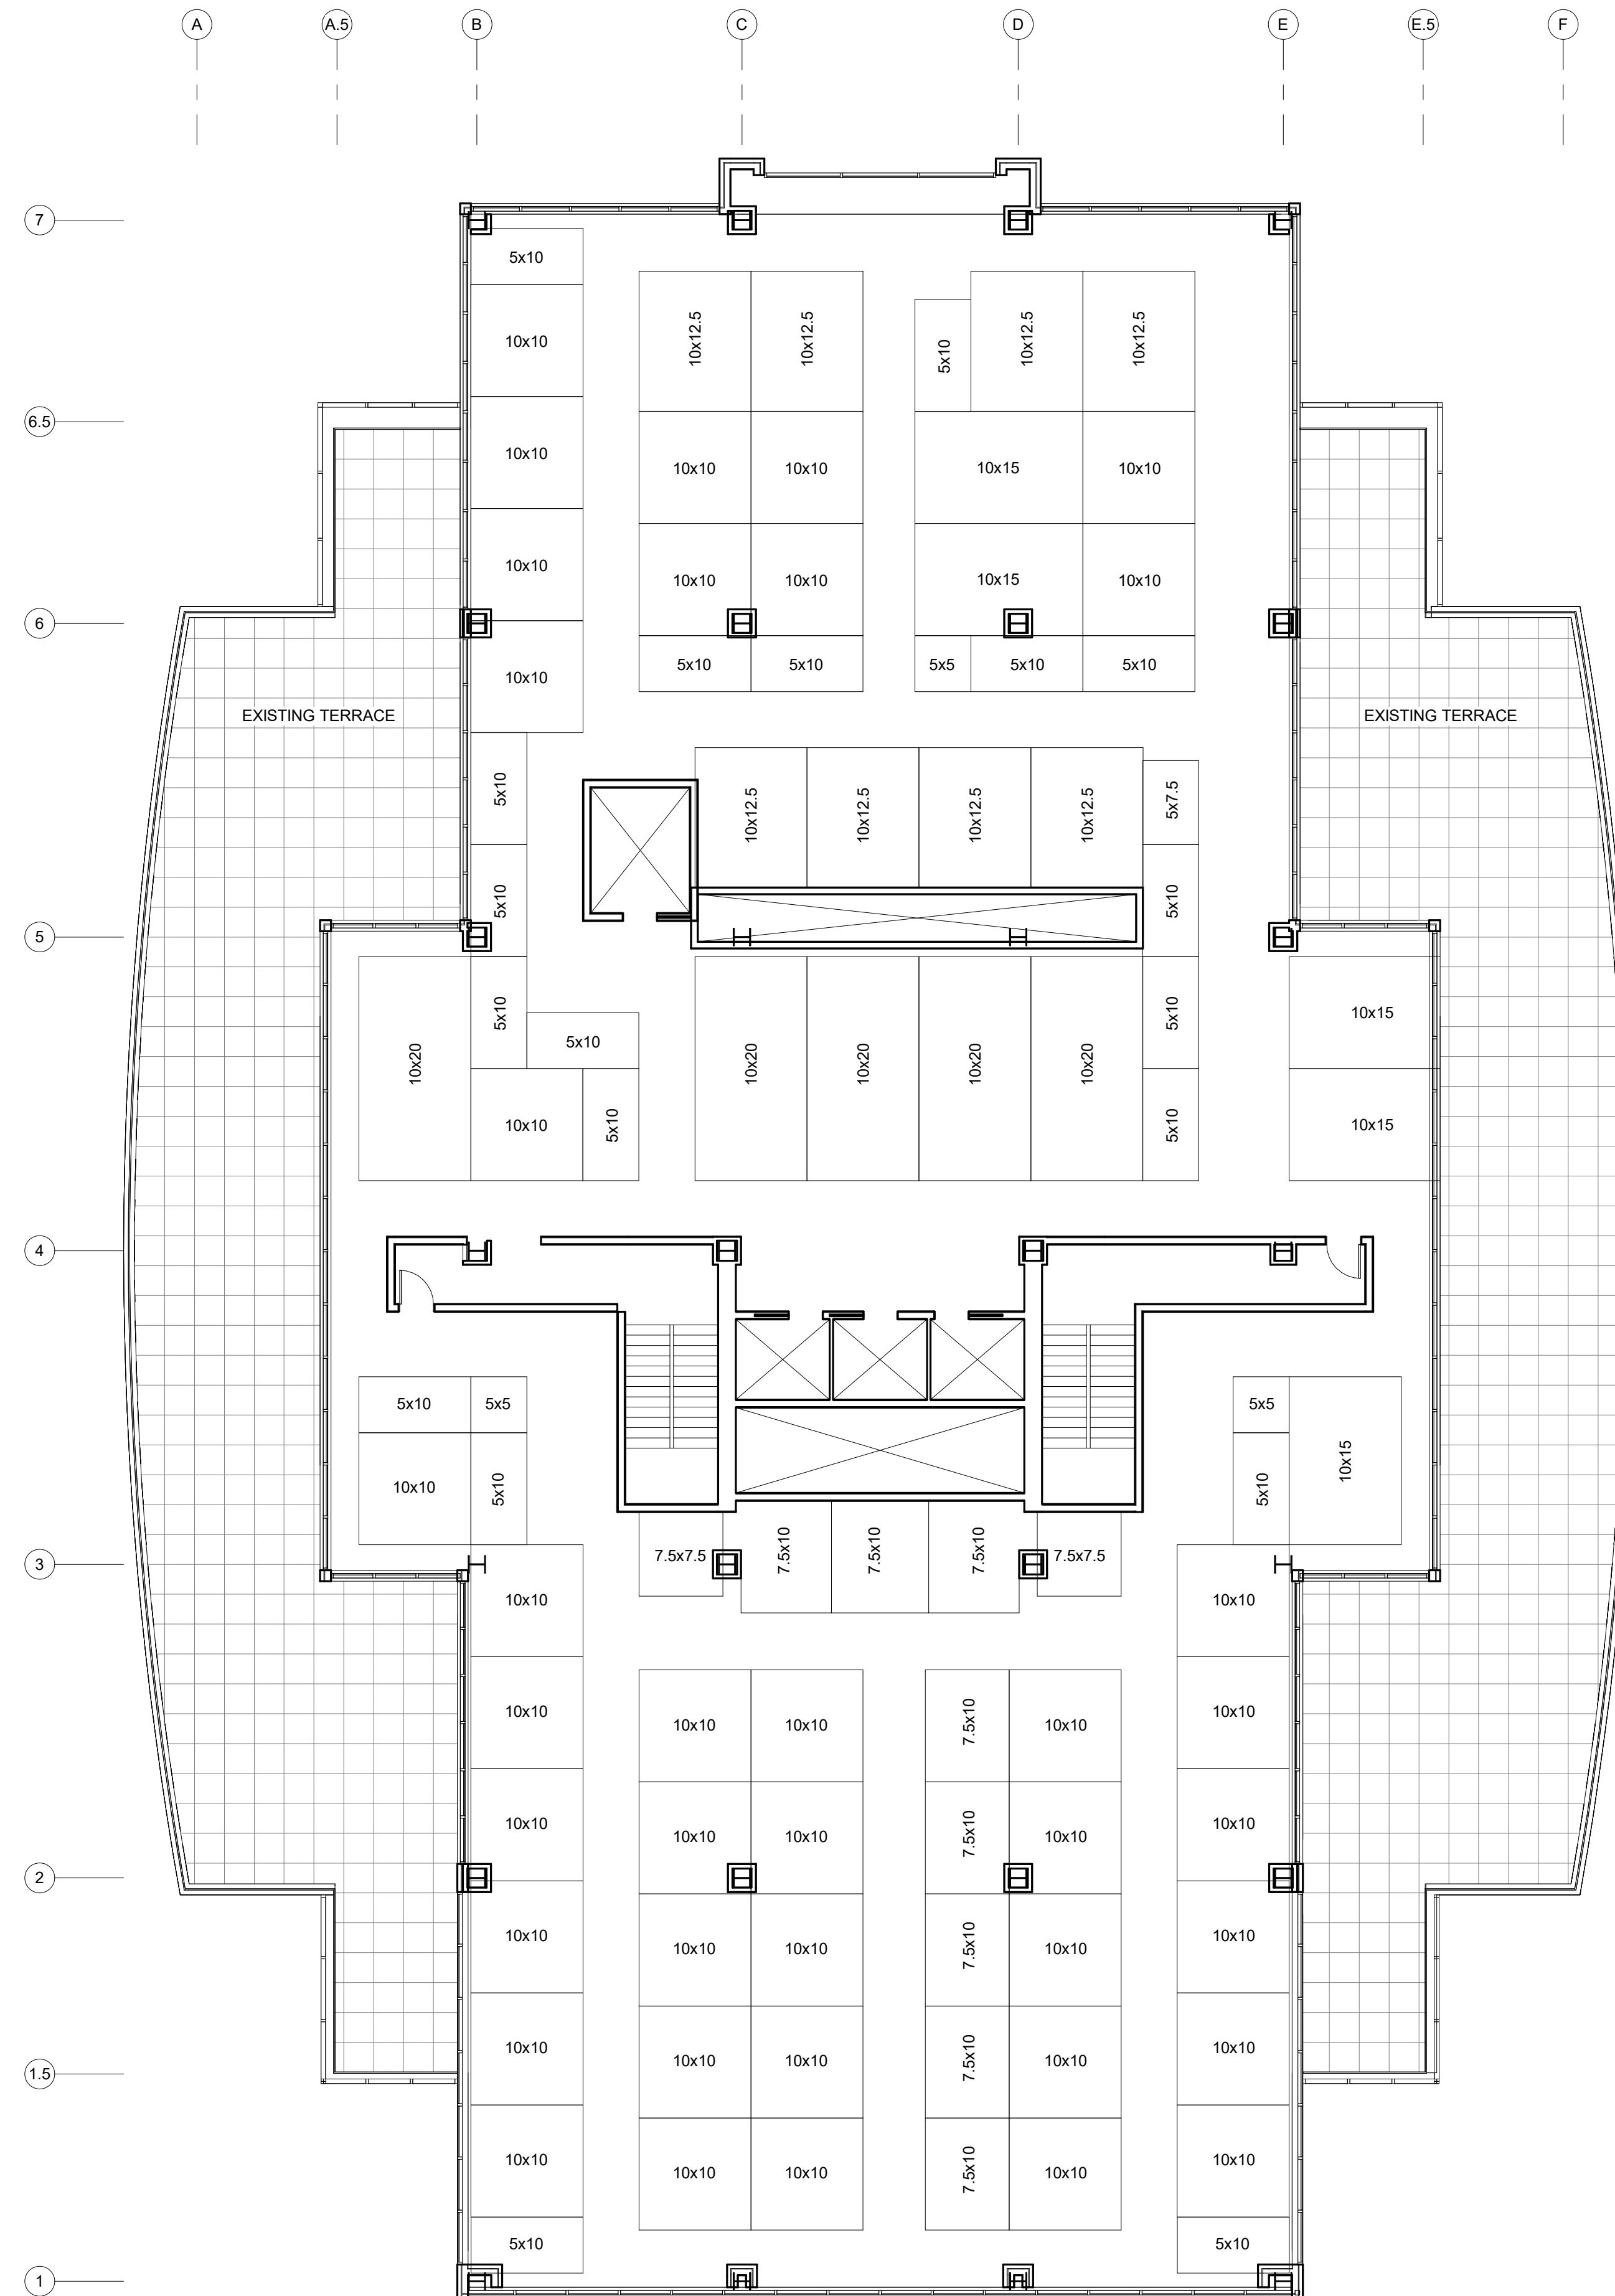 A A.5 B C D E E.5 F
7
5x10
10x12.5 10x12.5 10x12.5 10x12.5
10x10 5x10
6.5
10x10 10x10 10x10 10x15 10x10
10x10 10x10 10x10 10x15 10x10
6
10x10 5x10 5x10 5x5 5x10 5x10
EXISTING TERRACE EXISTING TERRACE
5x10 10x12.5 10x12.5 10x12.5 10x12.5 5x7.5
5x10 5x10
5
5x10 5x10 10x15
10x20 5x10 10x20 10x20 10x20 10x20
10x10 5x10 5x10 10x15
4
5x10 5x5 5x5
10x15
10x10 5x10 5x10
3
7.5x7.5 7.5x10 7.5x10 7.5x10 7.5x7.5
10x10 10x10
10x10 10x10 10x10 7.5x10 10x10 10x10
10x10 10x10 10x10 7.5x10 10x10 10x10
2
10x10 10x10 10x10 7.5x10 10x10 10x10
10x10 10x10 10x10 7.5x10 10x10 10x10
1.5
10x10 10x10 10x10 7.5x10 10x10 10x10
5x10 5x10
1